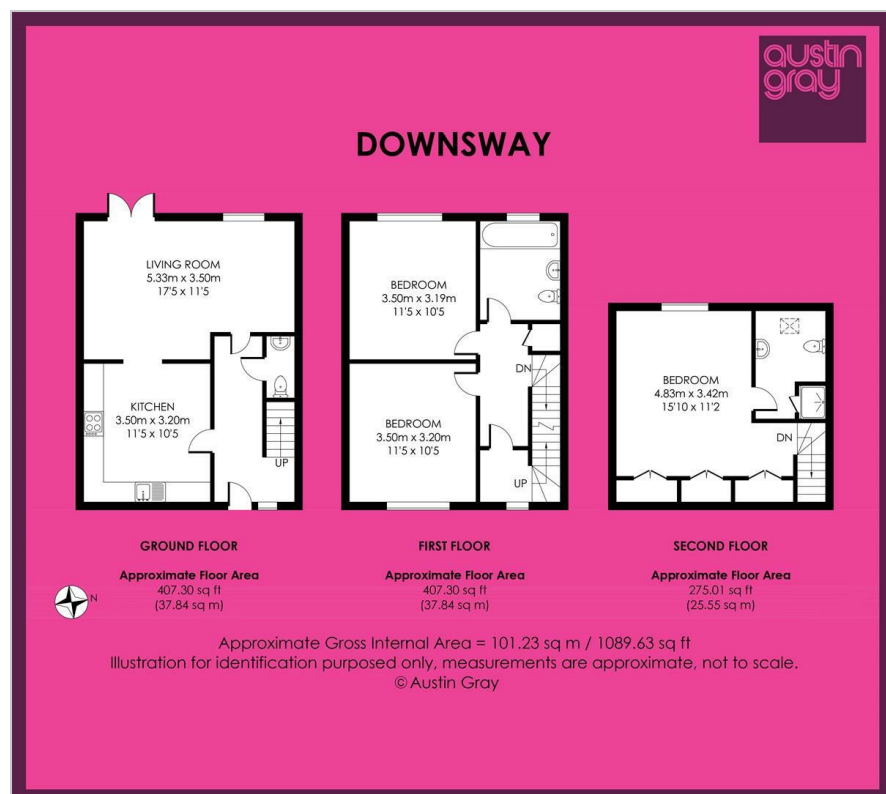 austin
gray
DOWNSWAY
LIVING ROOM
5.33m x 3.50m
17'5 x 11'5
KITCHEN
3.50m x 3.20m
11'5 x 10'5
UP
BEDROOM
3.50m x 3.19m
11'5 x 10'5
DN
BEDROOM
3.50m x 3.20m
11'5 x 10'5
UP
BEDROOM
4.83m x 3.42m
15'10 x 11'2
DN
GROUND FLOOR
Approximate Floor Area
407.30 sq ft
(37.84 sq m)
FIRST FLOOR
Approximate Floor Area
407.30 sq ft
(37.84 sq m)
SECOND FLOOR
Approximate Floor Area
275.01 sq ft
(25.55 sq m)
N
Approximate Gross Internal Area = 101.23 sq m / 1089.63 sq ft
Illustration for identification purposed only, measurements are approximate, not to scale.
© Austin Gray